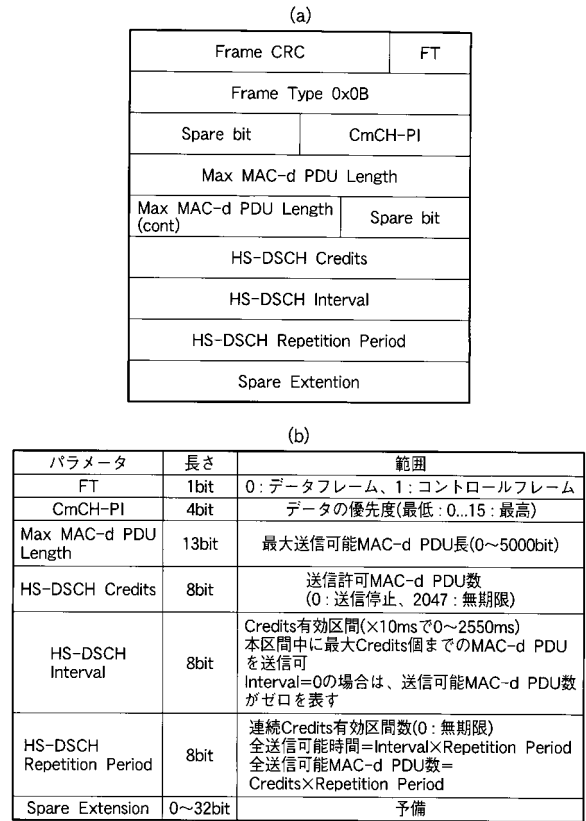 (a)
Frame CRC FT
Frame Type 0x0B
Spare bit CmCH-PI
Max MAC-d PDU Length
Max MAC-d PDU Length (cont) Spare bit
HS-DSCH Credits
HS-DSCH Interval
HS-DSCH Repetition Period
Spare Extention
(b)
パラメータ 長さ 範囲
FT 1bit 0:データフレーム、1:コントロールフレーム
CmCH-PI 4bit データの優先度(最低:0...15:最高)
Max MAC-d PDU
Length
13bit 最大送信可能MAC-d PDU長(0~5000bit)
HS-DSCH Credits 8bit
送信許可MAC-d PDU数
(0:送信停止、2047:無期限)
HS-DSCH
Interval
8bit
Credits有効区間(×10msで0~2550ms)
本区間中に最大Credits個までのMAC-d PDU
を送信可
Interval=0の場合は、送信可能MAC-d PDU数
がゼロを表す
HS-DSCH
Repetition Period
8bit
連続Credits有効区間数(0:無期限)
全送信可能時間=Interval×Repetition Period
全送信可能MAC-d PDU数=
Credits×Repetition Period
Spare Extension 0~32bit 予備